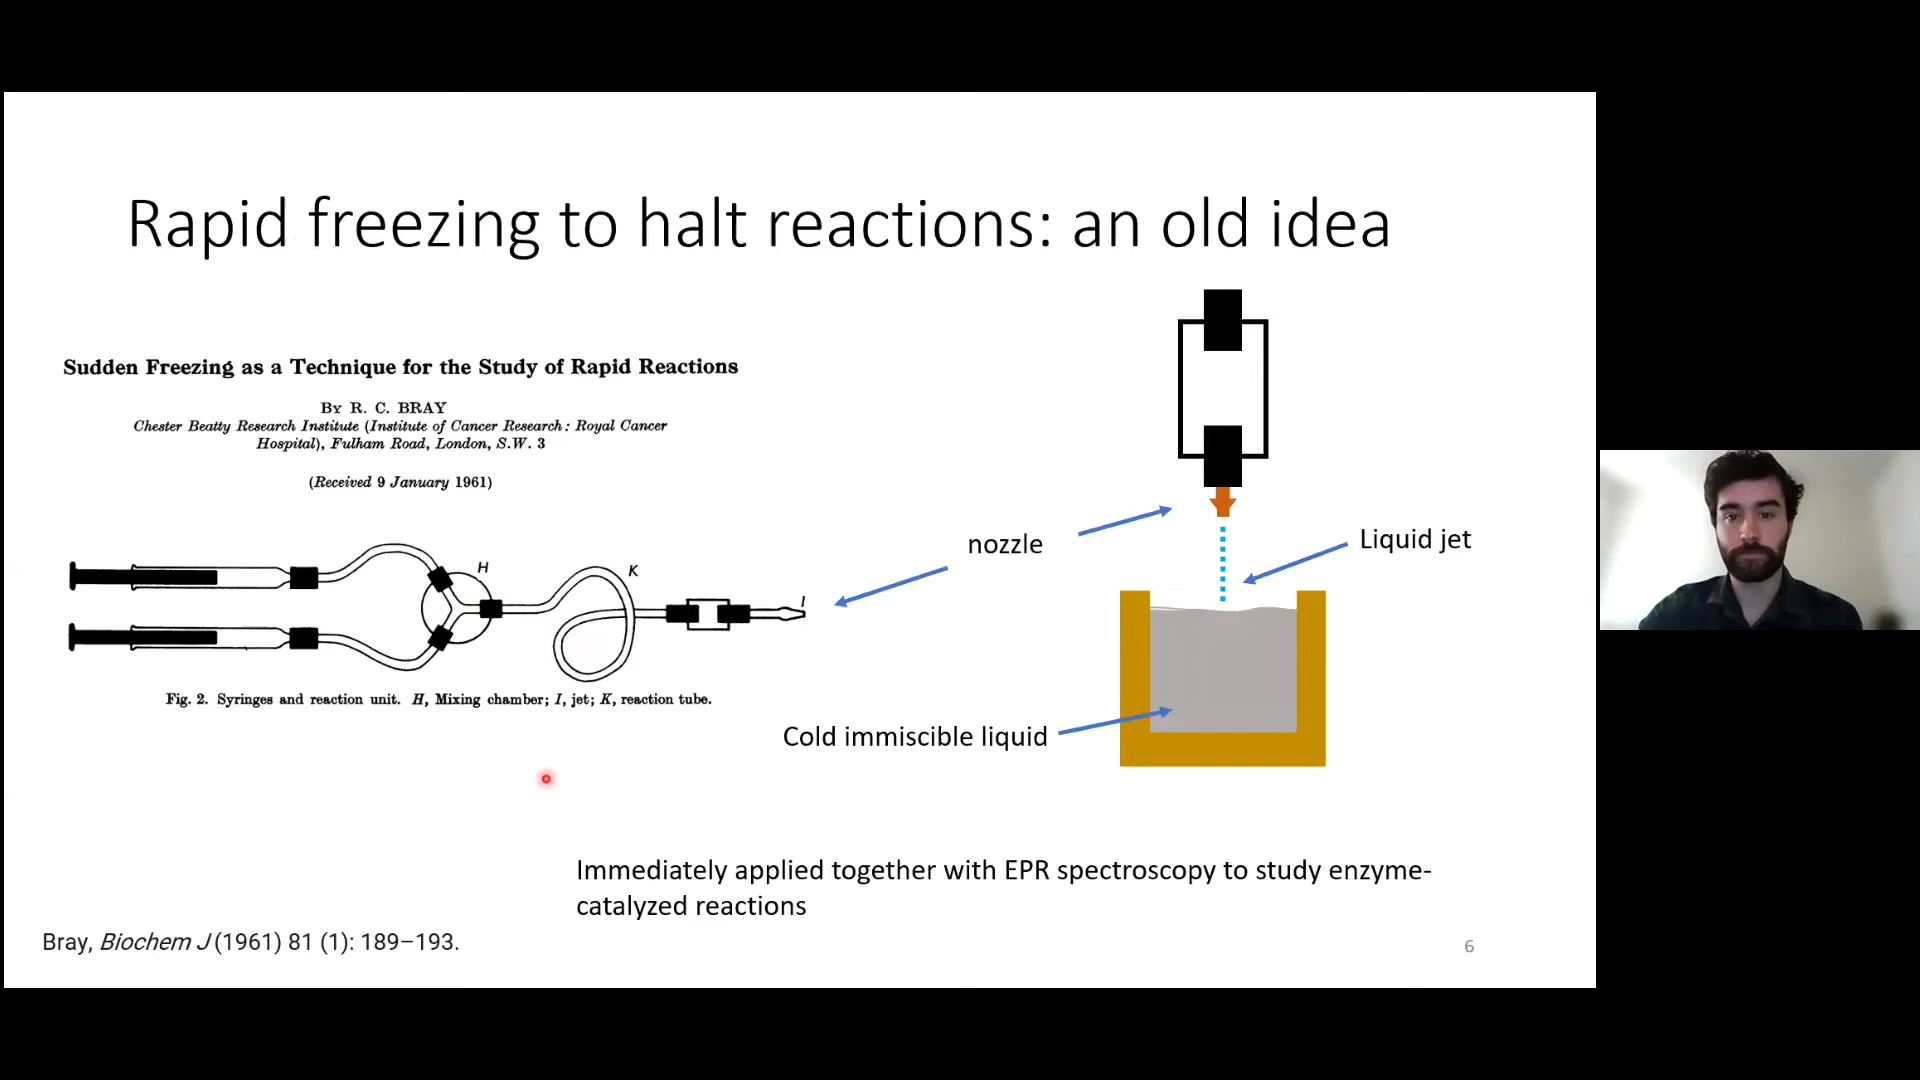 Rapid freezing to halt reactions: an old idea
Sudden Freezing as a Technique for the Study of Rapid Reactions
By R. C. BRAY
Chester Beatty Research Institute (Institute of Cancer Research: Royal Cancer
Hospital), Fulham Road, London, S.W. 3
(Received 9 January 1961)
H
K
I
Fig. 2. Syringes and reaction unit. H, Mixing chamber; I, jet; K, reaction tube.
nozzle
Liquid jet
Cold immiscible liquid
Immediately applied together with EPR spectroscopy to study enzyme-
catalyzed reactions
Bray, Biochem J (1961) 81 (1): 189–193.
6